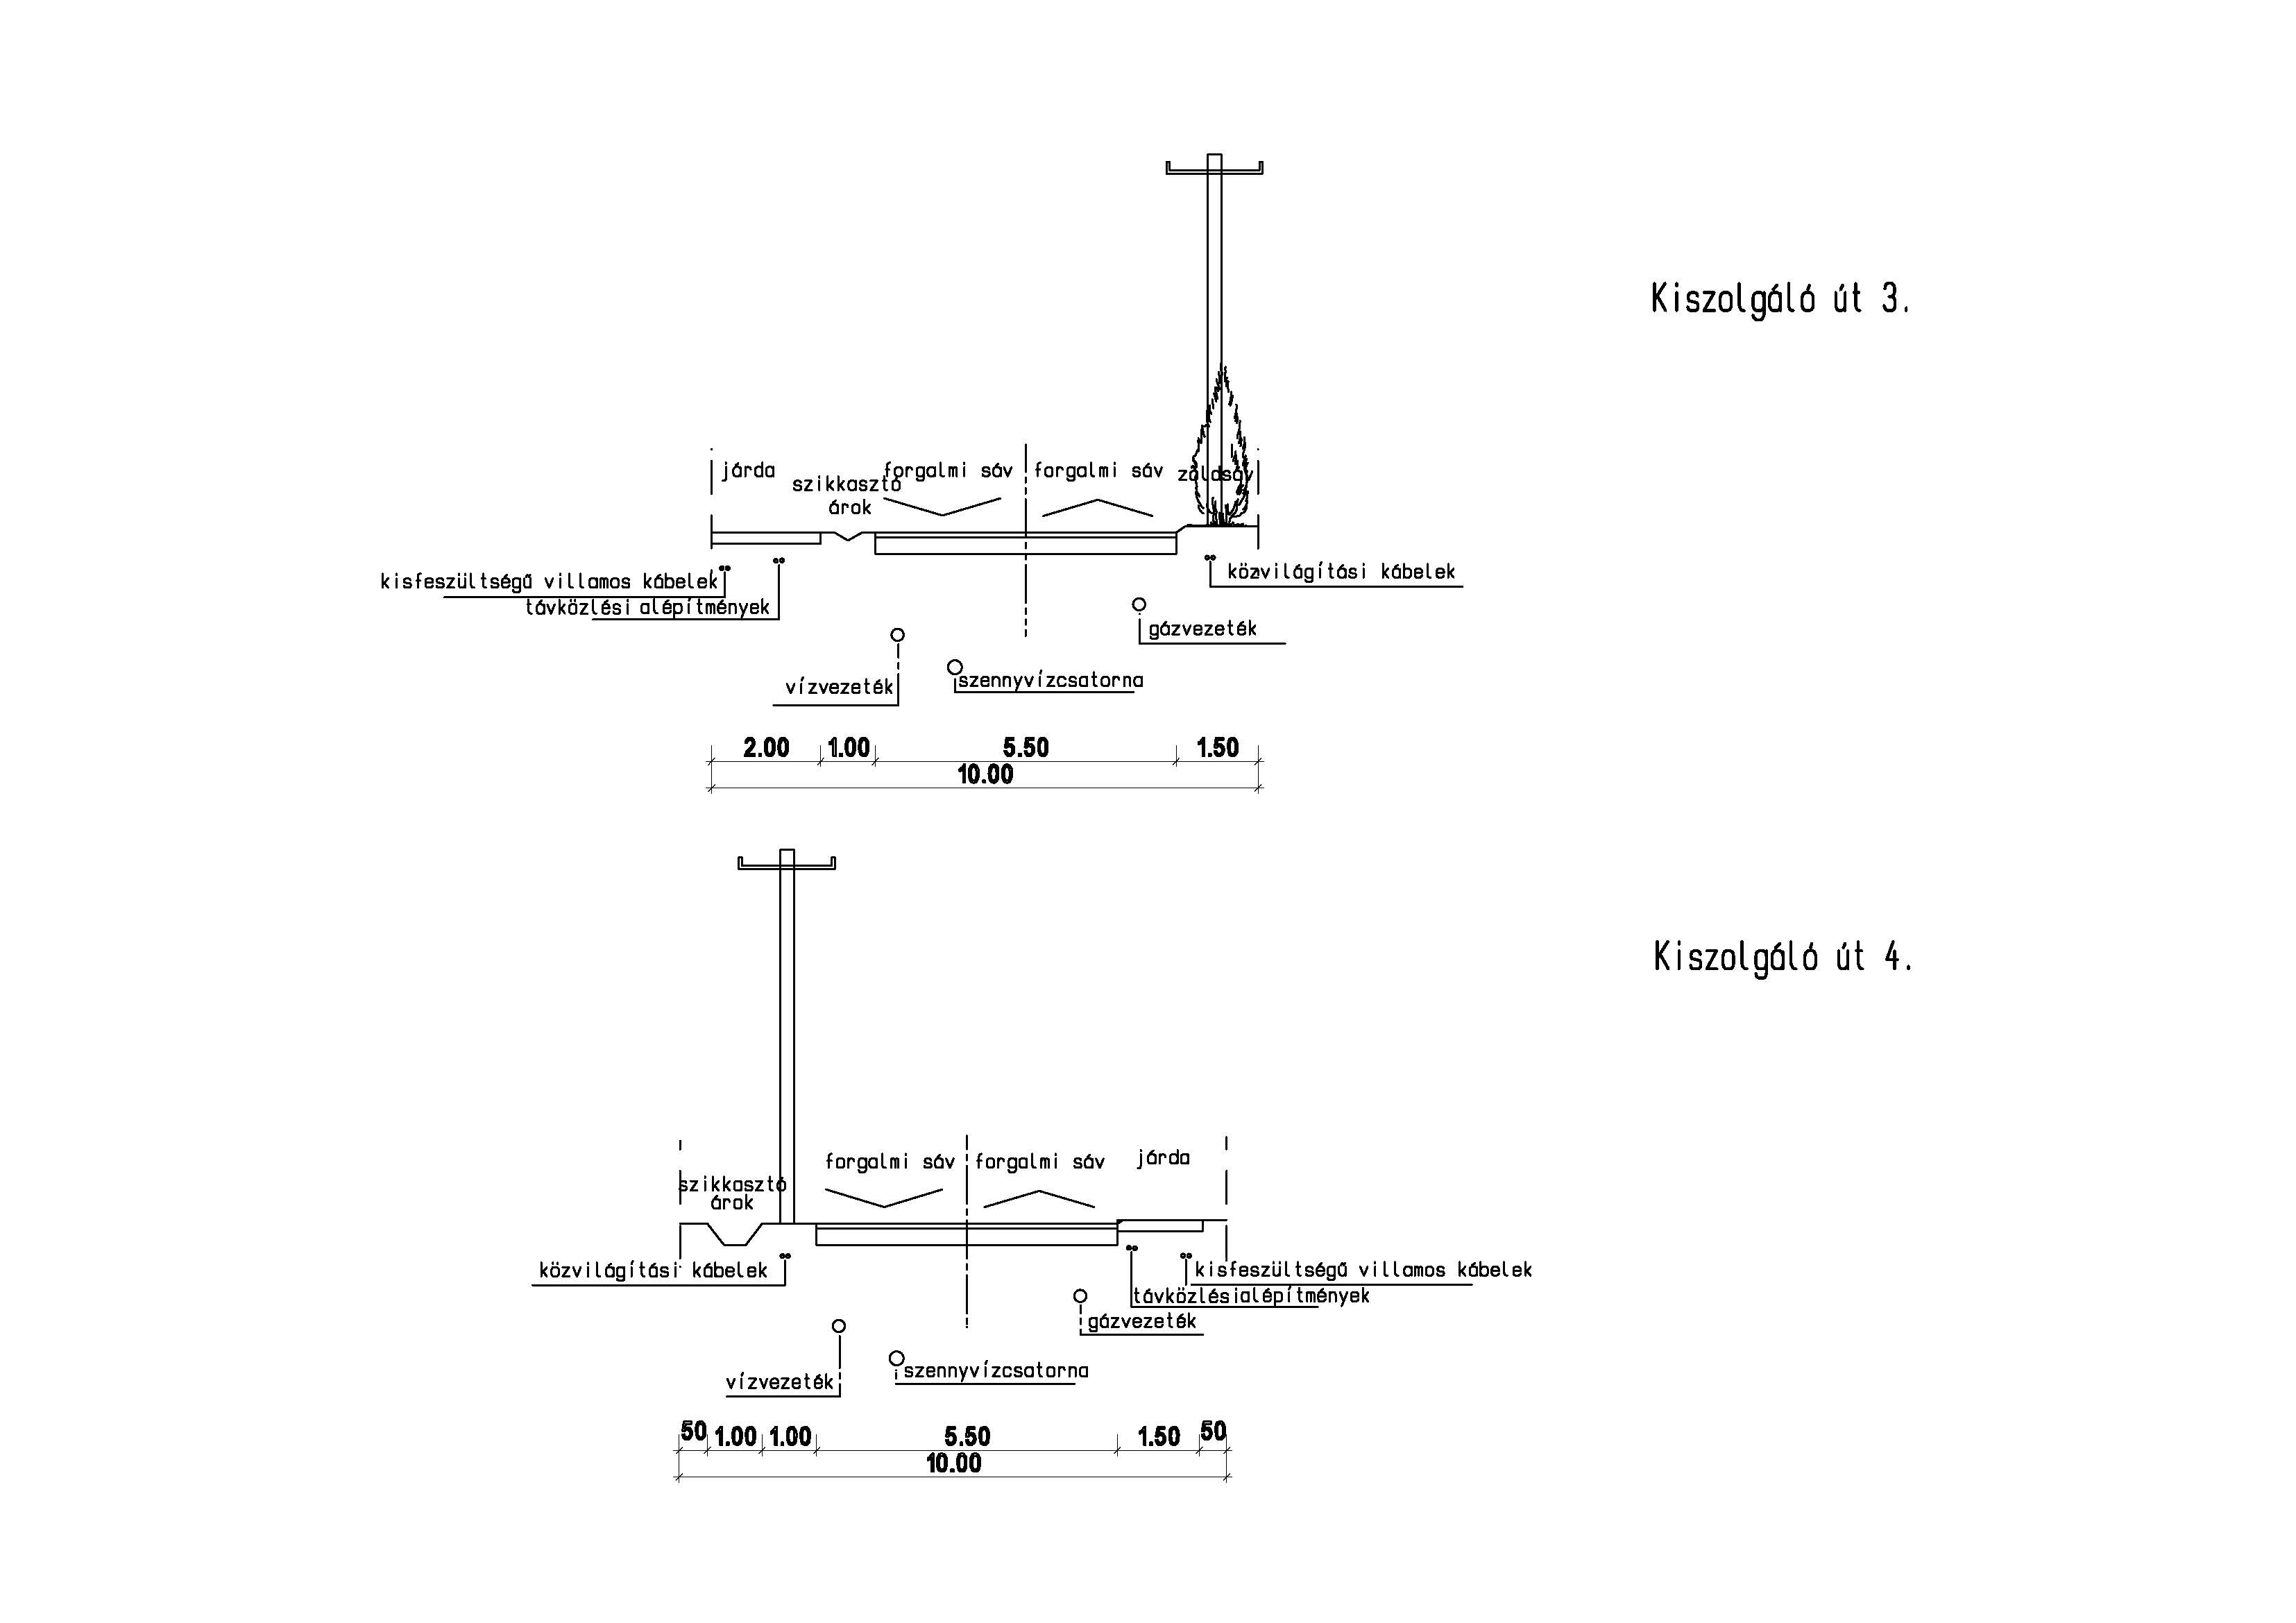 Kiszolgáló út 3.
járda
szikkasztó
árok
forgalmi sáv
forgalmi sáv
zöldsáv
kisfeszültségű villamos kábelek
távközlési alépítmények
közvilágítási kábelek
gázvezeték
vízvezeték
szennyvízcsatorna
2.00 1.00 5.50 1.50
10.00
Kiszolgáló út 4.
szikkasztó
árok
forgalmi sáv
forgalmi sáv
járda
közvilágítási kábelek
kisfeszültségű villamos kábelek
távközlési alépítmények
gázvezeték
vízvezeték
szennyvízcsatorna
50 1.00 1.00 5.50 1.50 50
10.00